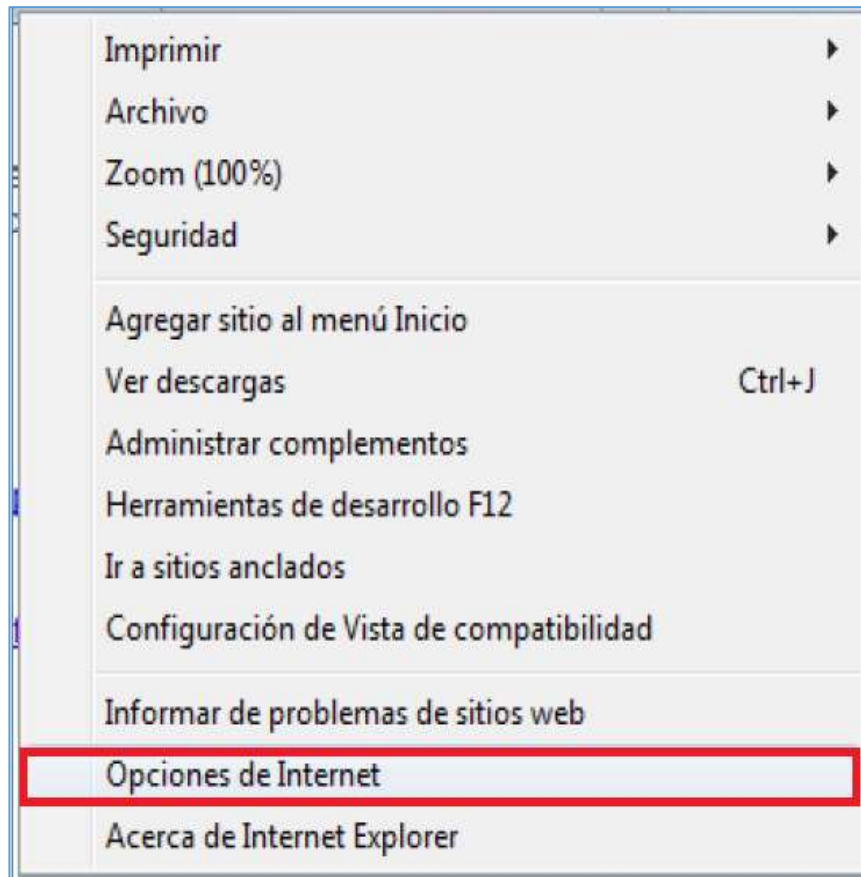 Imprimir
Archivo
Zoom (100%)
Seguridad
Agregar sitio al menú Inicio
Ver descargas Ctrl+J
Administrar complementos
Herramientas de desarrollo F12
Ir a sitios anclados
Configuración de Vista de compatibilidad
Informar de problemas de sitios web
Opciones de Internet
Acerca de Internet Explorer